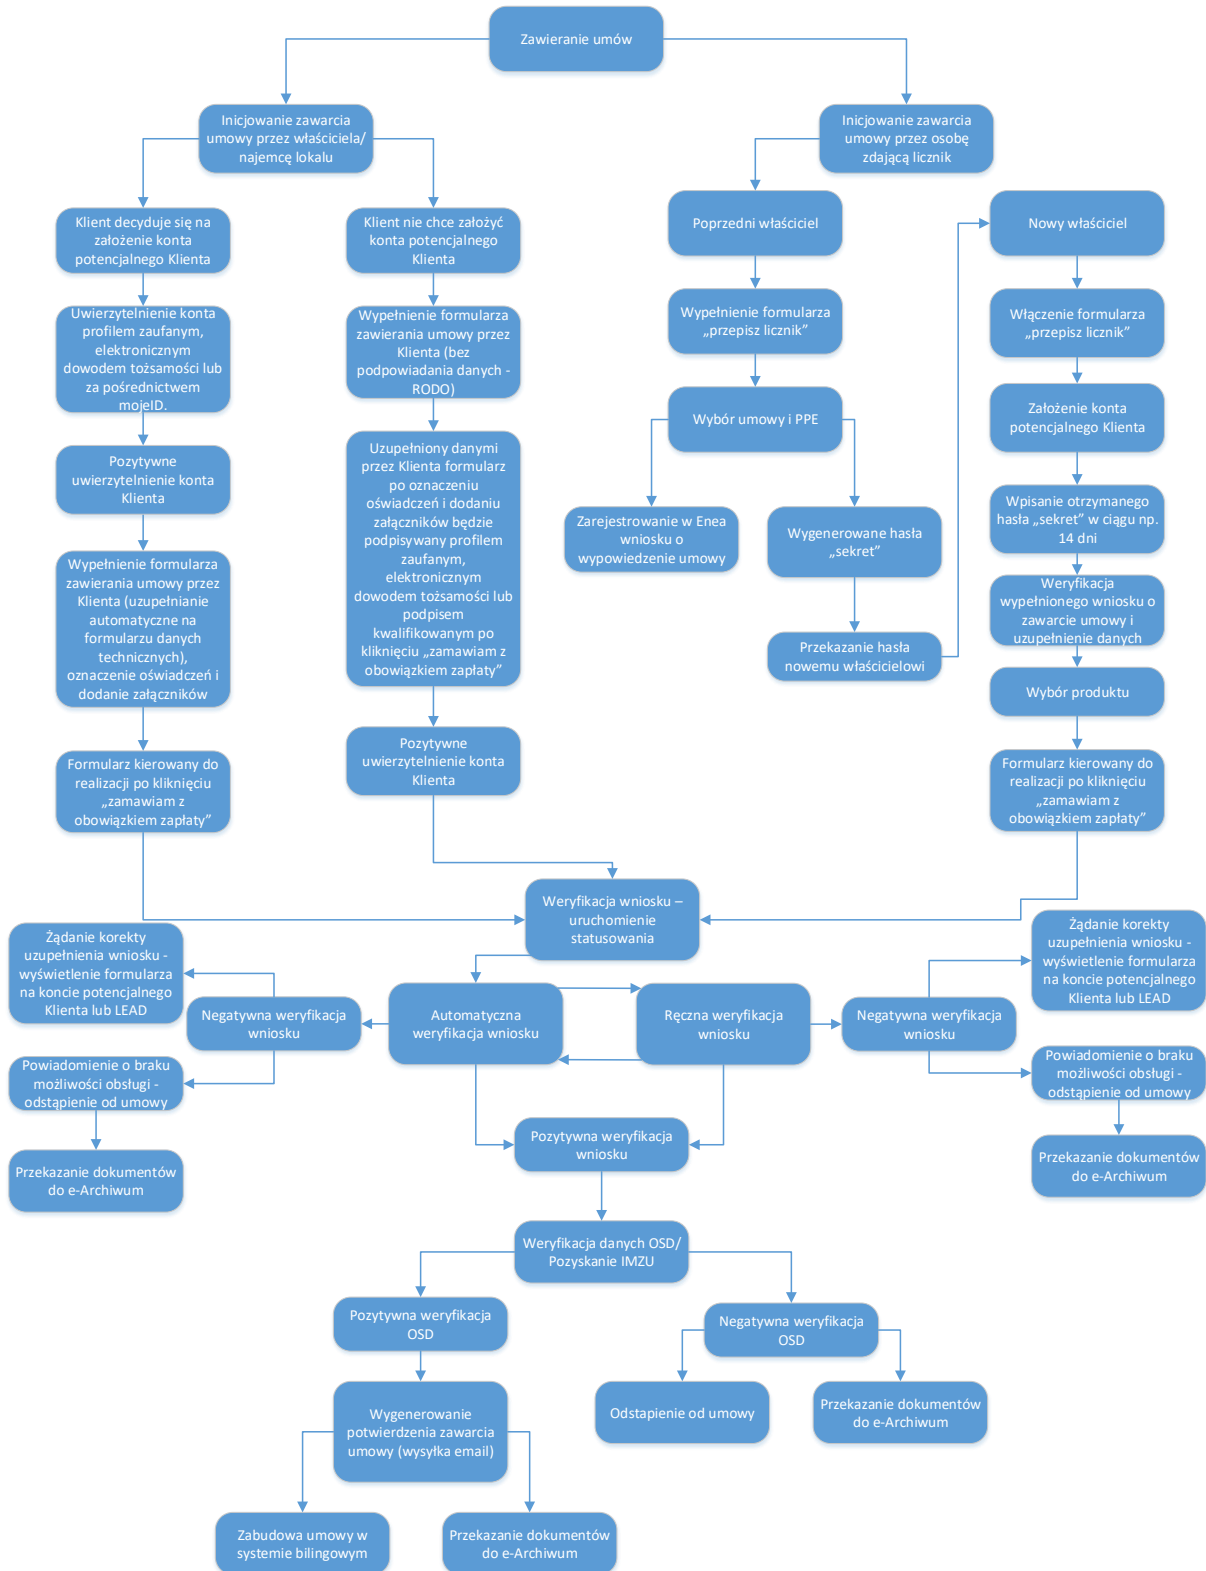 Zawieranie umów
Inicjowanie zawarcia
umowy przez właściciela/
najemcę lokalu
Inicjowanie zawarcia
umowy przez osobę
zdającą licznik
Klient decyduje się na
założenie konta
potencjalnego Klienta
Klient nie chce założyć
konta potencjalnego
Klienta
Poprzedni właściciel
Nowy właściciel
Uwierzytelnienie konta
profilem zaufanym,
elektronicznym
dowodem tożsamości lub
za pośrednictwem
mojeID.
Wypełnienie formularza
zawierania umowy przez
Klienta (bez
podpowiadania danych -
RODO)
Wypełnienie formularza
„przepisz licznik”
Włączenie formularza
„przepisz licznik”
Wybór umowy i PPE
Założenie konta
potencjalnego Klienta
Pozytywne
uwierzytelnienie konta
Klienta
Uzupełniony danymi
przez Klienta formularz
po oznaczeniu
oświadczeń i dodaniu
załączników będzie
podpisywany profilem
zaufanym,
elektronicznym
dowodem tożsamości lub
podpisem
kwalifikowanym po
kliknięciu „zamawiam z
obowiązkiem zapłaty”
Zarejestrowanie w Enea
wniosku o
wypowiedzenie umowy
Wygenerowane hasła
„sekret”
Wpisanie otrzymanego
hasła „sekret” w ciągu np.
14 dni
Wypełnienie formularza
zawierania umowy przez
Klienta (uzupełnianie
automatyczne na
formularzu danych
technicznych),
oznaczenie oświadczeń i
dodanie załączników
Przekazanie hasła
nowemu właścicielowi
Weryfikacja
wypełnionego wniosku o
zawarcie umowy i
uzupełnienie danych
Wybór produktu
Formularz kierowany do
realizacji po kliknięciu
„zamawiam z
obowiązkiem zapłaty”
Pozytywne
uwierzytelnienie konta
Klienta
Formularz kierowany do
realizacji po kliknięciu
„zamawiam z
obowiązkiem zapłaty”
Weryfikacja wniosku –
uruchomienie
statusowania
Żądanie korekty
uzupełnienia wniosku -
wyświetlenie formularza
na koncie potencjalnego
Klienta lub LEAD
Żądanie korekty
uzupełnienia wniosku -
wyświetlenie formularza
na koncie potencjalnego
Klienta lub LEAD
Negatywna weryfikacja
wniosku
Automatyczna
weryfikacja wniosku
Ręczna weryfikacja
wniosku
Negatywna weryfikacja
wniosku
Powiadomienie o braku
możliwości obsługi -
odstąpienie od umowy
Powiadomienie o braku
możliwości obsługi -
odstąpienie od umowy
Pozytywna weryfikacja
wniosku
Przekazanie dokumentów
do e-Archiwum
Przekazanie dokumentów
do e-Archiwum
Weryfikacja danych OSD/
Pozyskanie IMZU
Pozytywna weryfikacja
OSD
Negatywna weryfikacja
OSD
Wygenerowanie
potwierdzenia zawarcia
umowy (wysyłka email)
Odstapienie od umowy
Przekazanie dokumentów
do e-Archiwum
Zabudowa umowy w
systemie bilingowym
Przekazanie dokumentów
do e-Archiwum